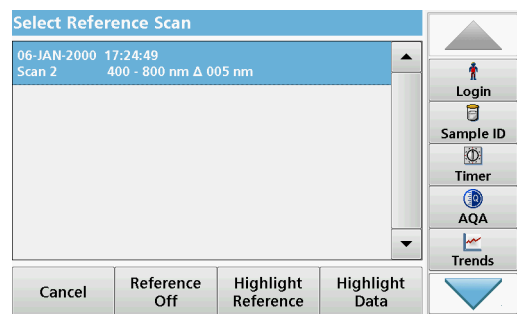 Select Reference Scan
06-JAN-2000 17:24:49
Scan 2 400 - 800 nm Δ 005 nm
Login
Sample ID
Timer
AQA
Trends
Cancel
Reference
Off
Highlight
Reference
Highlight
Data